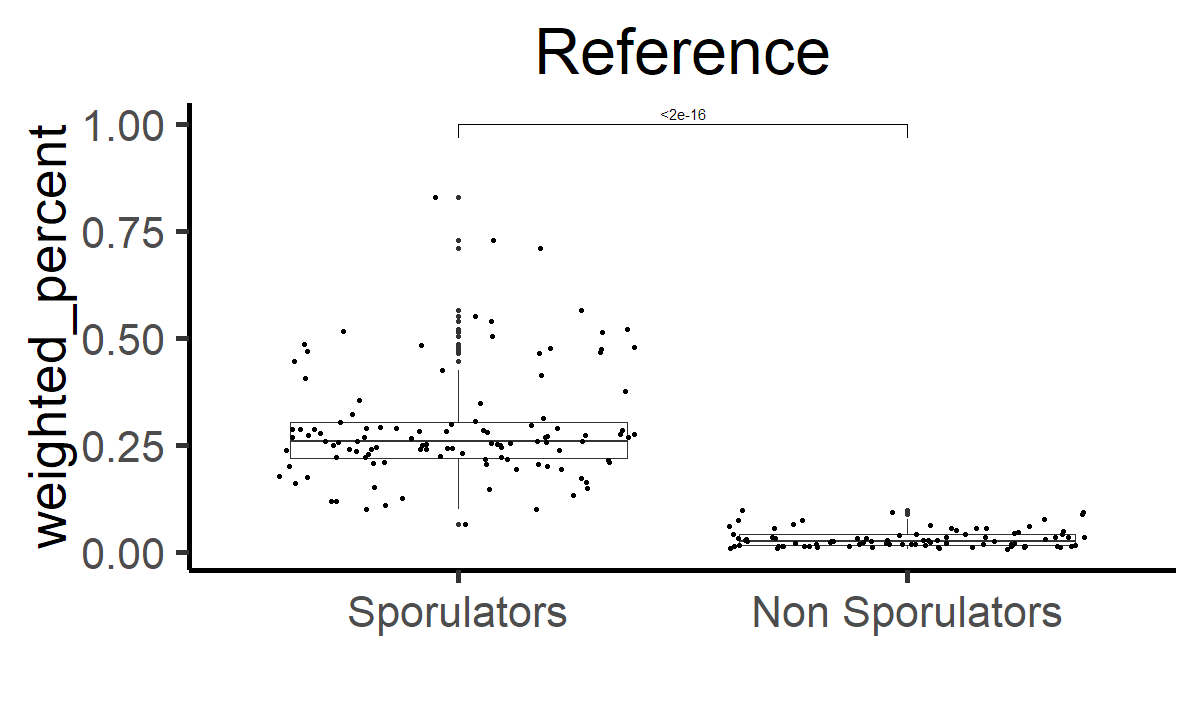 Reference
<2e-16
weighted_percent
1.00
0.75
0.50
0.25
0.00
Sporulators Non Sporulators